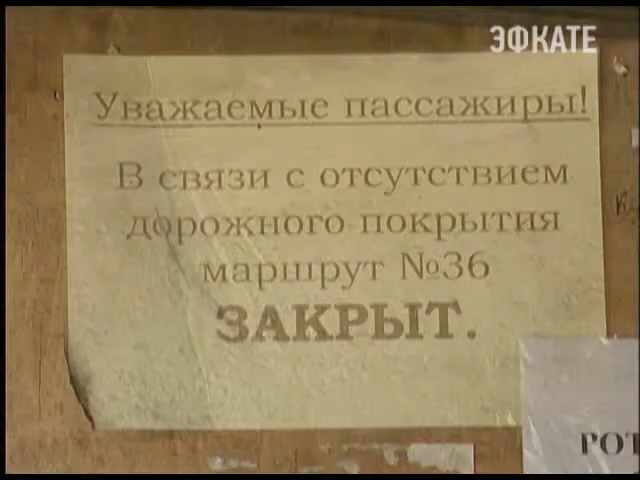 ЭФКАТЕ
Уважаемые пассажиры!
В связи с отсутствием
дорожного покрытия
маршрут №36
ЗАКРЫТ.